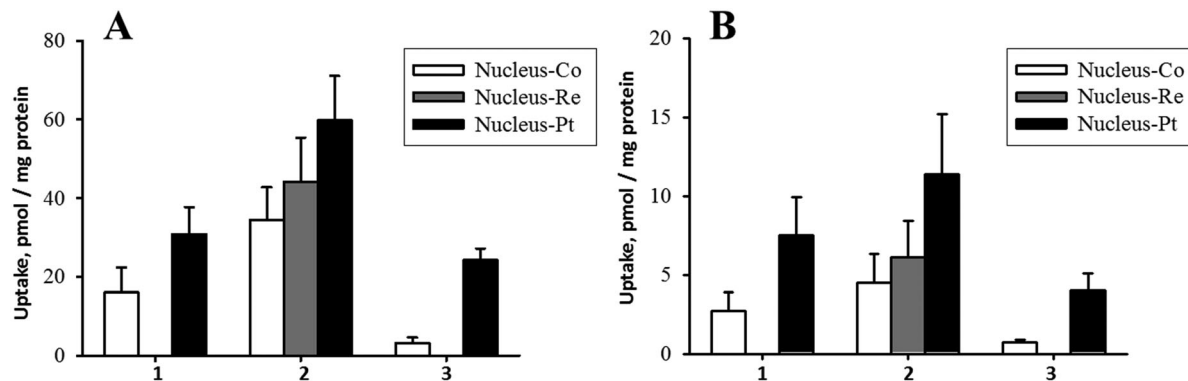 A
Uptake, pmol / mg protein
80
60
40
20
0
1
2
3
Nucleus-Co
Nucleus-Re
Nucleus-Pt
B
Uptake, pmol / mg protein
20
15
10
5
0
1
2
3
Nucleus-Co
Nucleus-Re
Nucleus-Pt